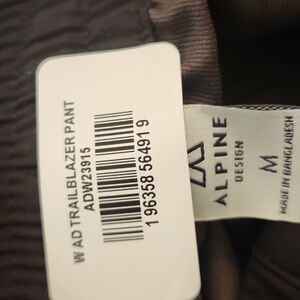 W AD TRAILBLAZER PANT
ADW23915
1 96358 56491 9
ALPINE
DESIGN
M
MADE IN BANGLADESH